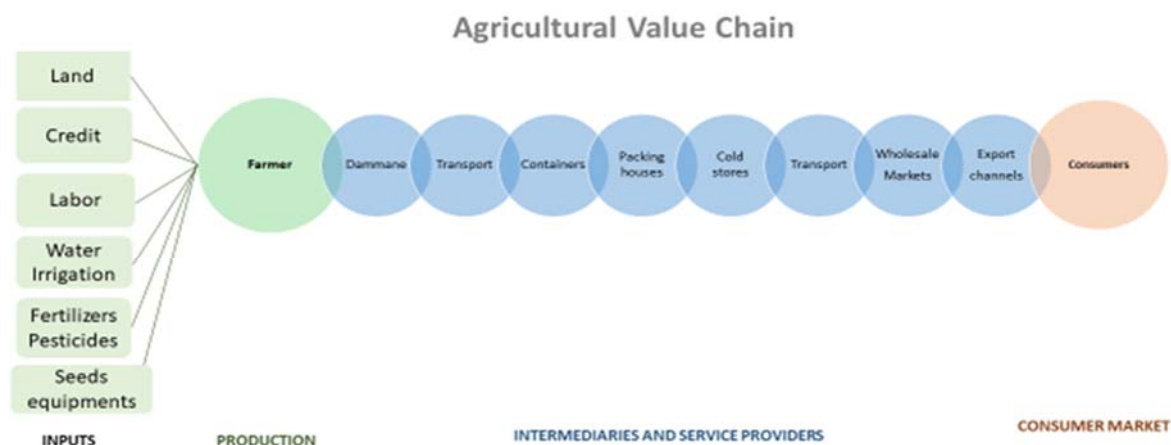 Agricultural Value Chain
Land
Credit
Labor
Water
Irrigation
Fertilizers
Pesticides
Seeds
equipments
Farmer
Dammane
Transport
Containers
Packing
houses
Cold
stores
Transport
Wholesale
Markets
Export
channels
Consumers
INPUTS
PRODUCTION
INTERMEDIARIES AND SERVICE PROVIDERS
CONSUMER MARKET